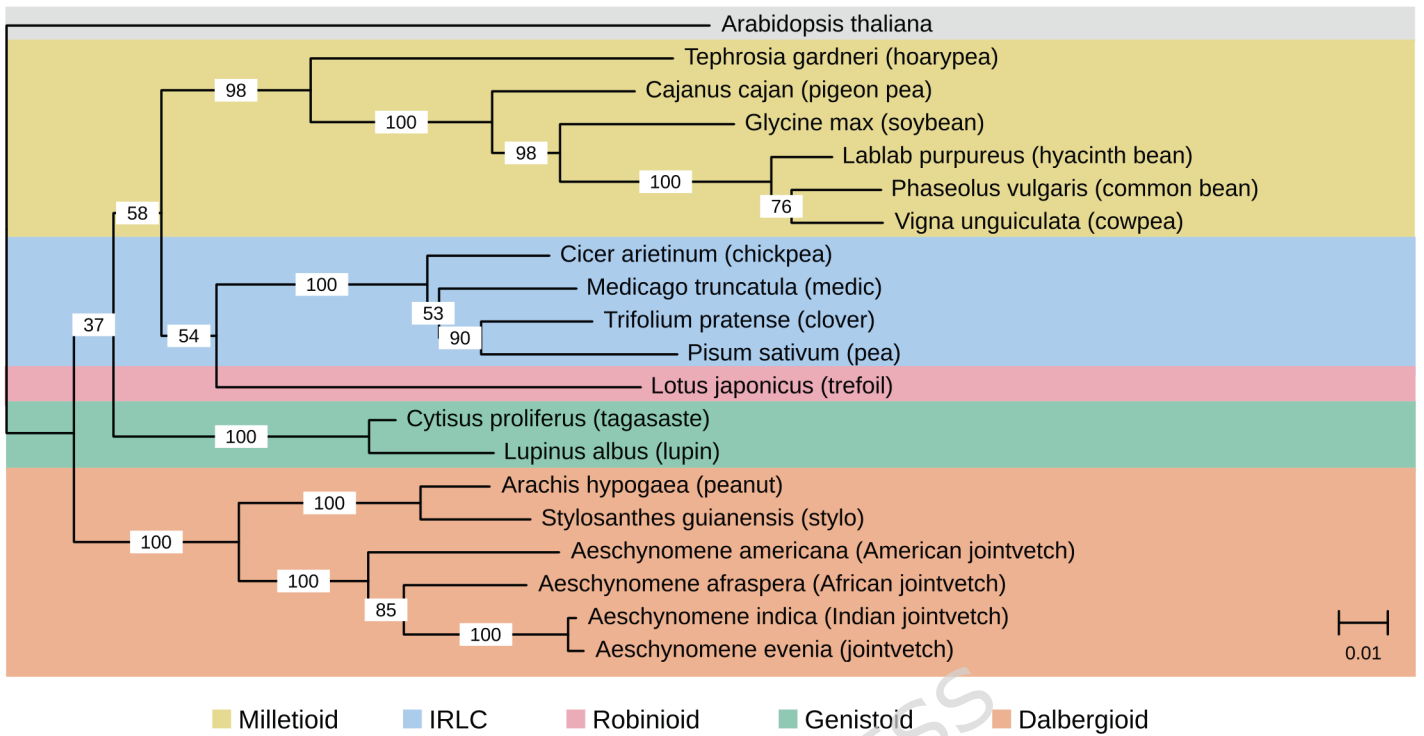 Arabidopsis thaliana
Tephrosia gardneri (hoarypea)
98
Cajanus cajan (pigeon pea)
100
Glycine max (soybean)
98
Lablab purpureus (hyacinth bean)
100
Phaseolus vulgaris (common bean)
76
58
Vigna unguiculata (cowpea)
Cicer arietinum (chickpea)
100
Medicago truncatula (medic)
53
37
Trifolium pratense (clover)
54
90
Pisum sativum (pea)
Lotus japonicus (trefoil)
Cytisus proliferus (tagasaste)
100
Lupinus albus (lupin)
Arachis hypogaea (peanut)
100
Stylosanthes guianensis (stylo)
100
Aeschynomene americana (American jointvetch)
100
Aeschynomene afraspera (African jointvetch)
85
Aeschynomene indica (Indian jointvetch)
100
Aeschynomene evenia (jointvetch)
0.01
Milletioid IRLC Robinioid Genistoid Dalbergioid